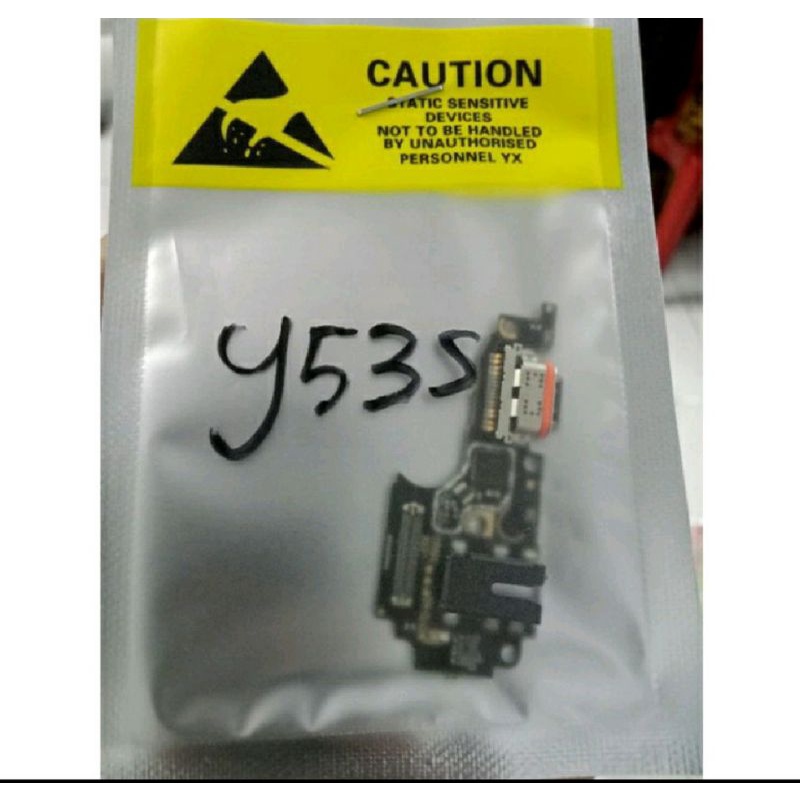 CAUTION
STATIC SENSITIVE
DEVICES
NOT TO BE HANDLED
BY UNAUTHORISED
PERSONNEL YX
y53s